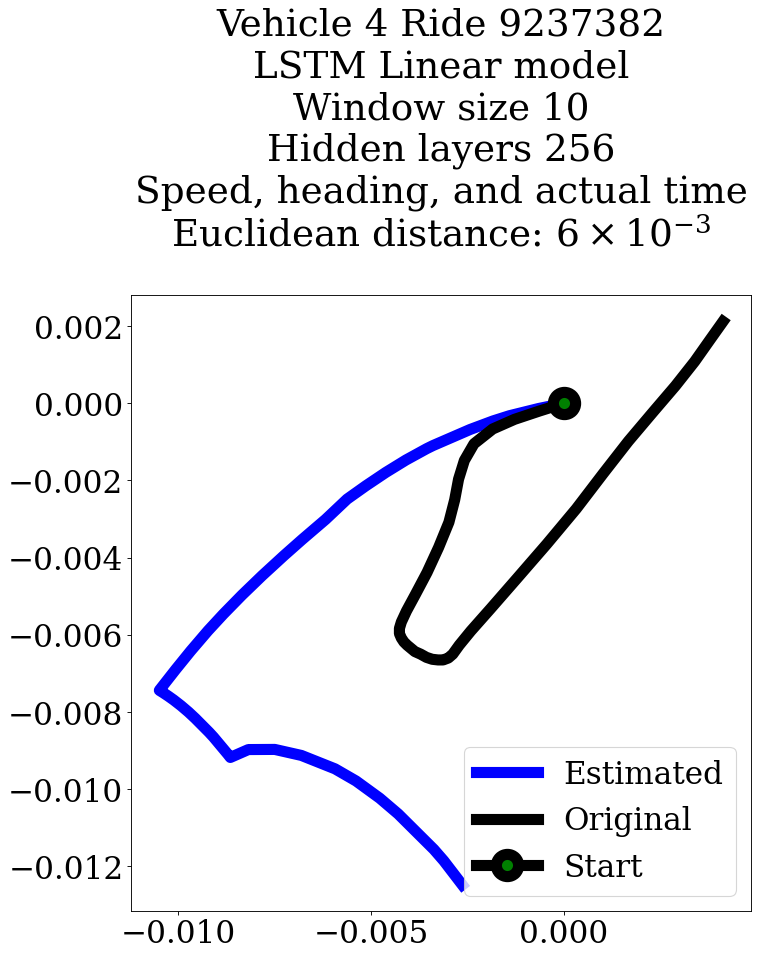 Vehicle 4 Ride 9237382
LSTM Linear model
Window size 10
Hidden layers 256
Speed, heading, and actual time
Euclidean distance: 6 × 10⁻³
0.002
0.000
−0.002
−0.004
−0.006
−0.008
−0.010
−0.012
Estimated
Original
Start
−0.010
−0.005
0.000